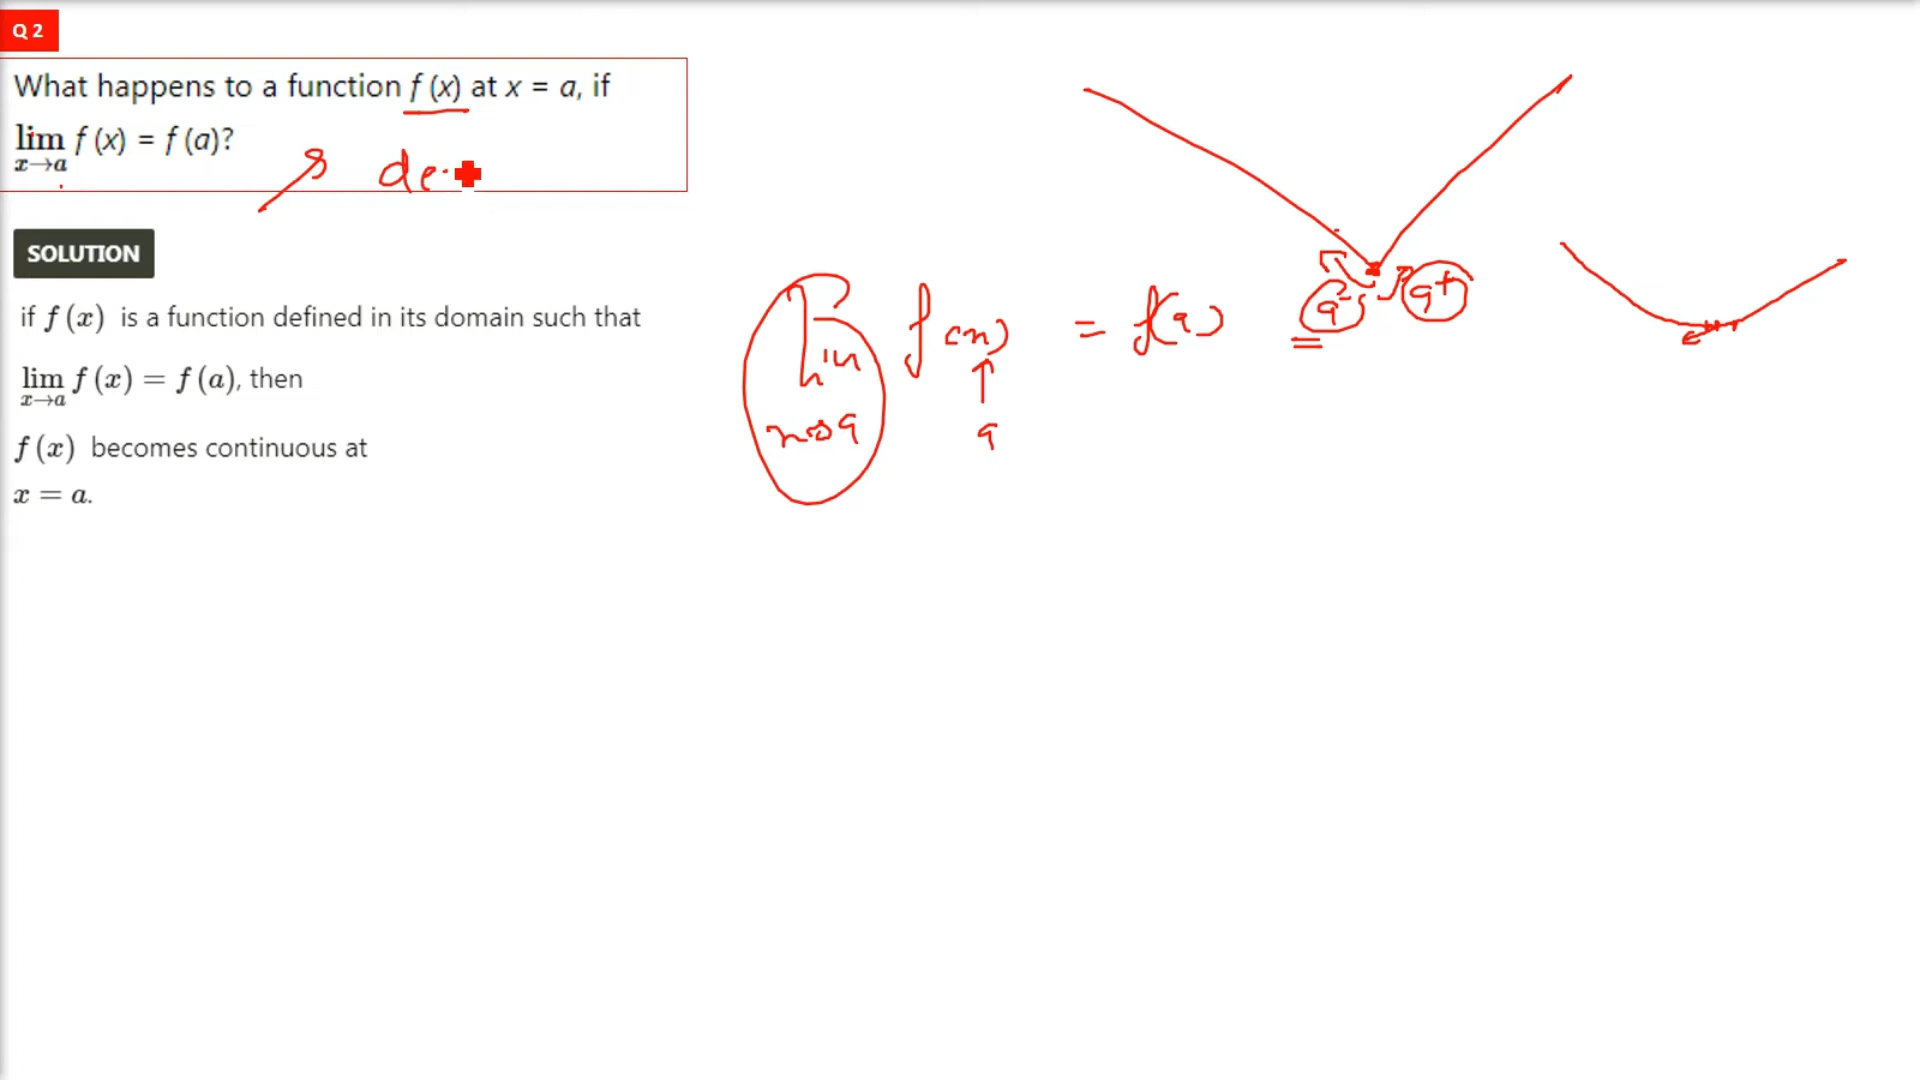 Q 2
What happens to a function f (x) at x = a, if
lim f (x) = f (a)?
x→a
de
SOLUTION
if f (x) is a function defined in its domain such that
lim f (x) = f (a), then
x→a
f (x) becomes continuous at
x = a.
lim f(x) = f(a)
x→a
a
a⁻ a⁺